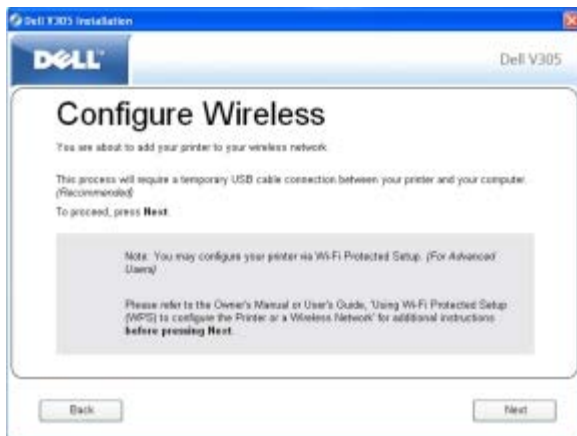 Dell V305 Installation
DELL™
Dell V305
Configure Wireless
You are about to add your printer to your wireless network.
This process will require a temporary USB cable connection between your printer and your computer.
(Recommended)
To proceed, press Next.
Note: You may configure your printer via Wi-Fi Protected Setup. (For Advanced
Users)
Please refer to the Owner's Manual or User's Guide, 'Using Wi-Fi Protected Setup
(WPS) to configure the Printer or a Wireless Network' for additional instructions
before pressing Next.
Back
Next